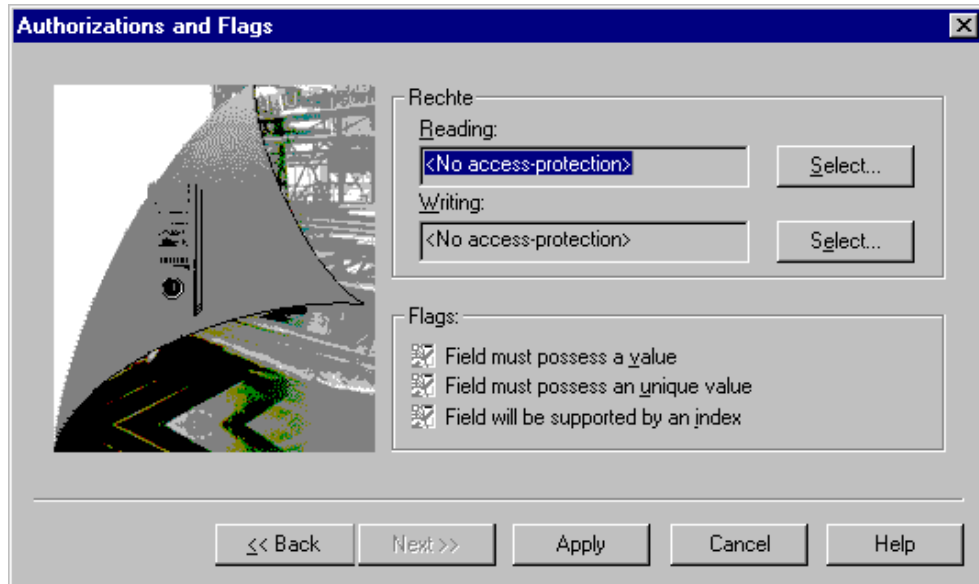 Authorizations and Flags
Rechte
Reading:
<No access-protection>
Select...
Writing:
<No access-protection>
Select...
Flags:
Field must possess a value
Field must possess an unique value
Field will be supported by an index
<< Back
Next >>
Apply
Cancel
Help